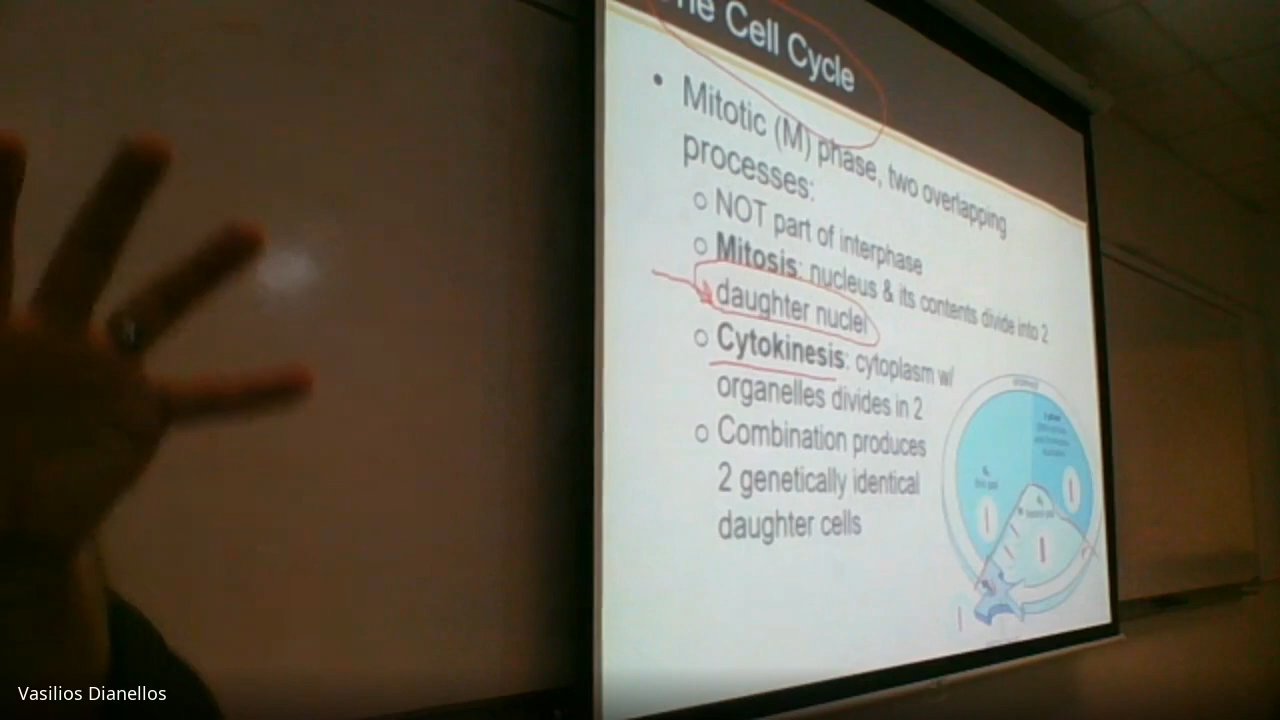 The Cell Cycle
• Mitotic (M) phase, two overlapping
processes:
o NOT part of interphase
o Mitosis: nucleus & its contents divide into 2
daughter nuclei
o Cytokinesis: cytoplasm w/
organelles divides in 2
o Combination produces
2 genetically identical
daughter cells
Vasilios Dianellos